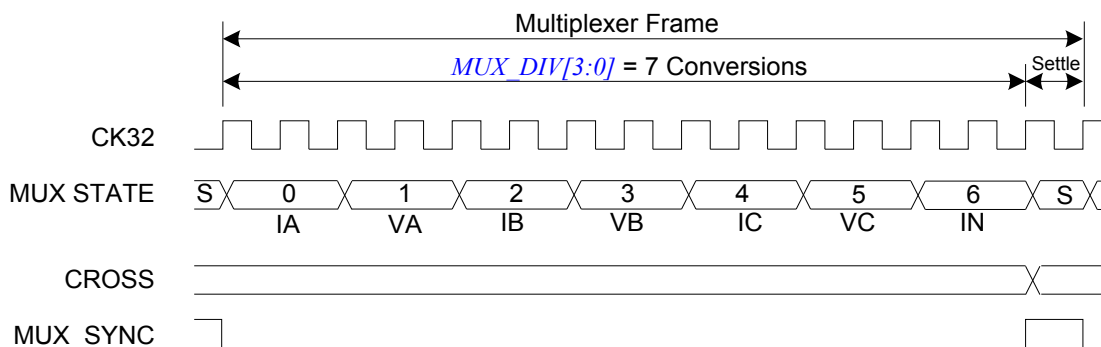 Multiplexer Frame
MUX_DIV[3:0] = 7 Conversions Settle
CK32
MUX STATE S 0 1 2 3 4 5 6 S
IA VA IB VB IC VC IN
CROSS
MUX_SYNC